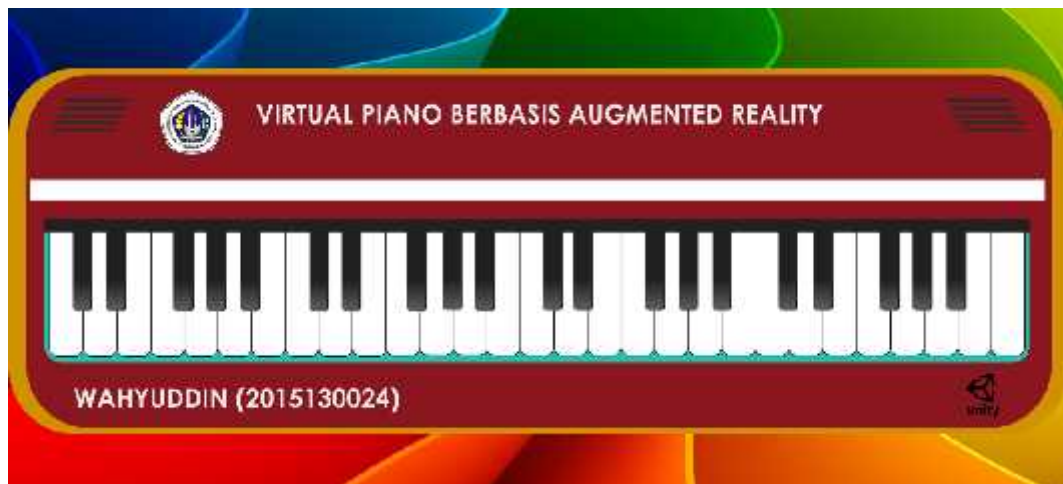 VIRTUAL PIANO BERBASIS AUGMENTED REALITY
WAHYUDDIN (2015130024)
unity